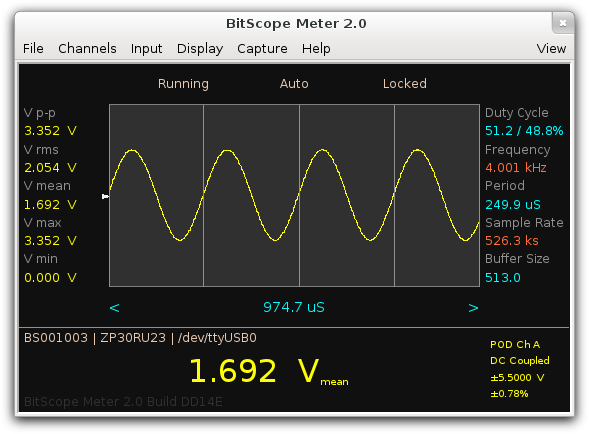 BitScope Meter 2.0
File Channels Input Display Capture Help View
Running Auto Locked
V p-p
3.352 V
V rms
2.054 V
V mean
1.692 V
V max
3.352 V
V min
0.000 V
Duty Cycle
51.2 / 48.8%
Frequency
4.001 kHz
Period
249.9 uS
Sample Rate
526.3 ks
Buffer Size
513.0
< 974.7 uS >
BS001003 | ZP30RU23 | /dev/ttyUSB0
1.692 V mean
BitScope Meter 2.0 Build DD14E
POD Ch A
DC Coupled
±5.5000 V
±0.78%